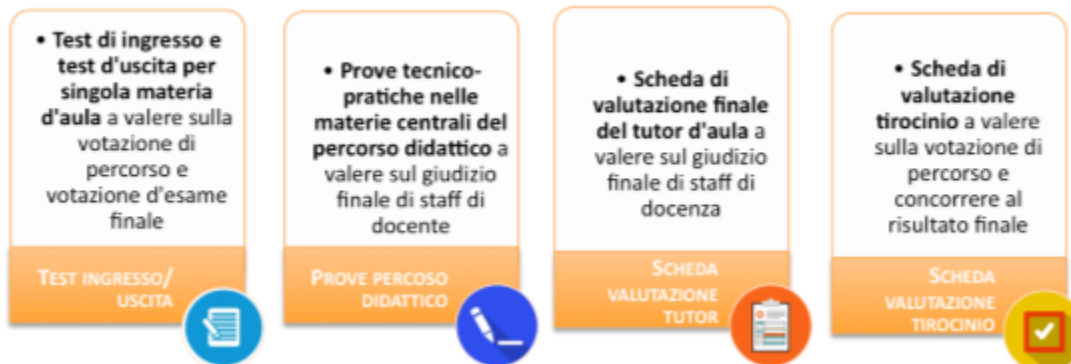 • Test di ingresso e
test d'uscita per
singola materia
d'aula a valere sulla
votazione di
percorso e
votazione d'esame
finale
TEST INGRESSO/
USCITA
• Prove tecnico-
pratiche nelle
materie centrali del
percorso didattico a
valere sul giudizio
finale di staff di
docente
PROVE PERCOSO
DIDATTICO
• Scheda di
valutazione finale
del tutor d'aula a
valere sul giudizio
finale di staff di
docenza
SCHEDA
VALUTAZIONE
TUTOR
• Scheda di
valutazione
tirocinio a valere
sulla votazione di
percorso e
concorrere al
risultato finale
SCHEDA
VALUTAZIONE
TIROCINIO